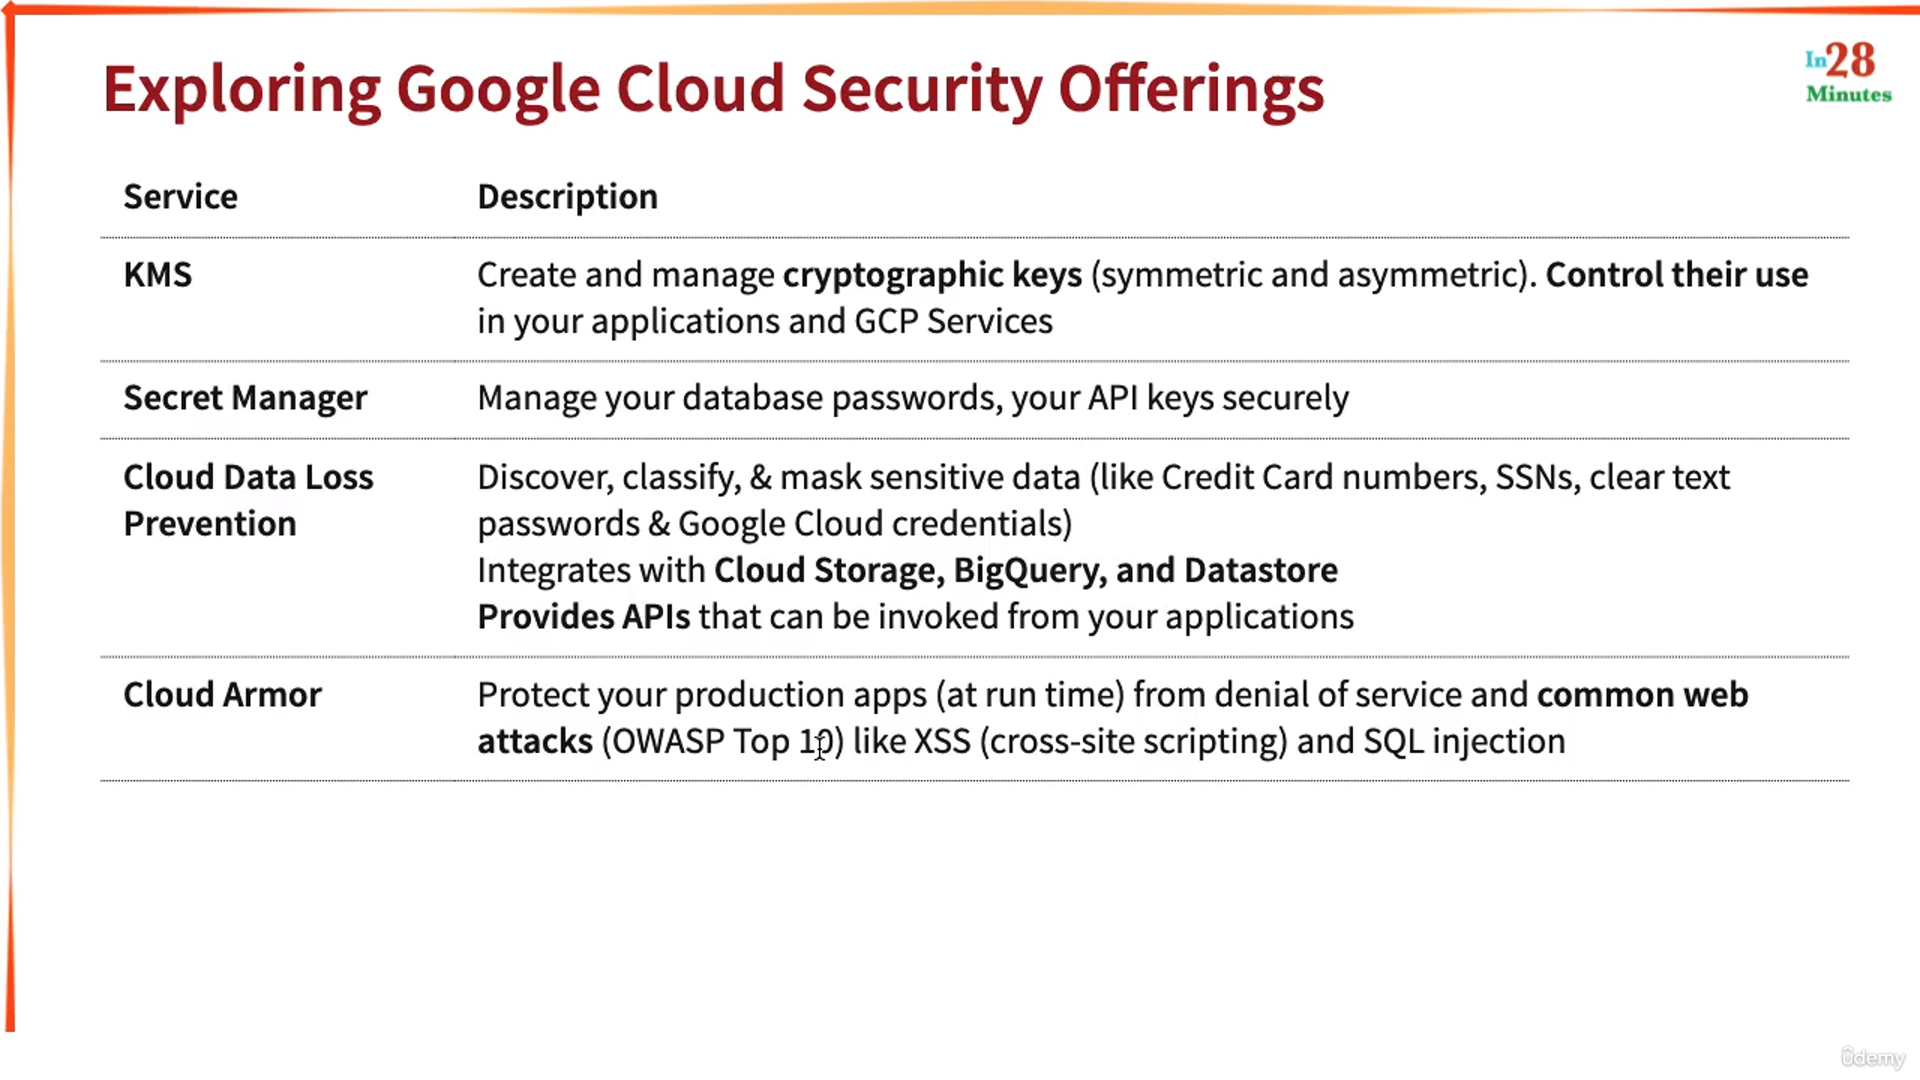 Exploring Google Cloud Security Offerings
In28
Minutes
Service Description
KMS Create and manage cryptographic keys (symmetric and asymmetric). Control their use
in your applications and GCP Services
Secret Manager Manage your database passwords, your API keys securely
Cloud Data Loss Discover, classify, & mask sensitive data (like Credit Card numbers, SSNs, clear text
Prevention passwords & Google Cloud credentials)
Integrates with Cloud Storage, BigQuery, and Datastore
Provides APIs that can be invoked from your applications
Cloud Armor Protect your production apps (at run time) from denial of service and common web
attacks (OWASP Top 10) like XSS (cross-site scripting) and SQL injection
ûdemy